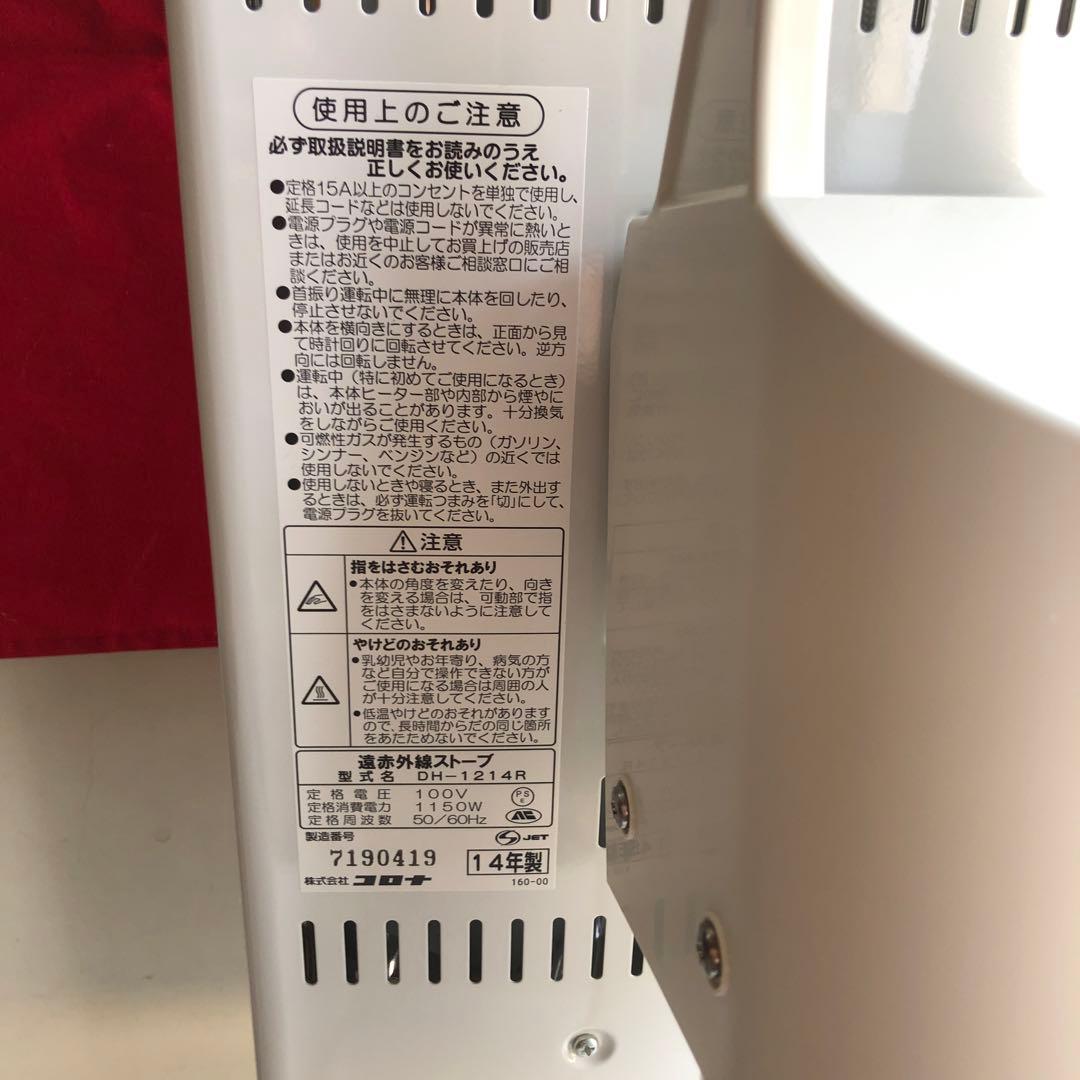 使用上のご注意
必ず取扱説明書をお読みのうえ
正しくお使いください。
●定格15A以上のコンセントを単独で使用し、
延長コードなどは使用しないでください。
●電源プラグや電源コードが異常に熱いと
きは、使用を中止してお買上げの販売店
またはお近くのお客様ご相談窓口にご相
談ください。
●首振り運転中に無理に本体を回したり、
停止させないでください。
●本体を横向きにするときは、正面から見
て時計回りに回転させてください。逆方
向には回転しません。
●運転中（特に初めてご使用になるとき）
は、本体ヒーター部や内部から煙やに
おいが出ることがあります。十分換気
をしながらご使用ください。
●可燃性ガスが発生するもの（ガソリン、
シンナー、ベンジンなど）の近くでは
使用しないでください。
●使用しないときや寝るとき、また外出す
るときは、必ず運転つまみを「切」にして、
電源プラグを抜いてください。
注意
指をはさむおそれあり
●本体の角度を変えたり、向き
を変える場合は、可動部で指
をはさまないように注意して
ください。
やけどのおそれあり
●乳幼児やお年寄り、病気の方
など自分で操作できない方が
ご使用になる場合は周囲の人
が十分注意してください。
●低温やけどのおそれがあります
ので、長時間からだの同じ箇所
をあたためないでください。
遠赤外線ストーブ
型式名 DH-1214R
定格電圧 100V
定格消費電力 1150W
定格周波数 50/60Hz
PS
E
JET
製造番号
7190419
14年製
株式会社 コロナ
160-00